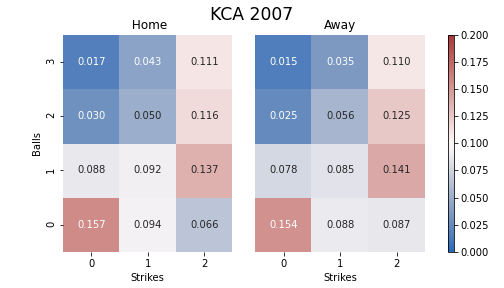 KCA 2007
Home
Away
3
0.017 0.043 0.111
0.015 0.035 0.110
2
0.030 0.050 0.116
0.025 0.056 0.125
1
0.088 0.092 0.137
0.078 0.085 0.141
0
0.157 0.094 0.066
0.154 0.088 0.087
Balls
0 1 2
Strikes
0 1 2
Strikes
0.200
0.175
0.150
0.125
0.100
0.075
0.050
0.025
0.000